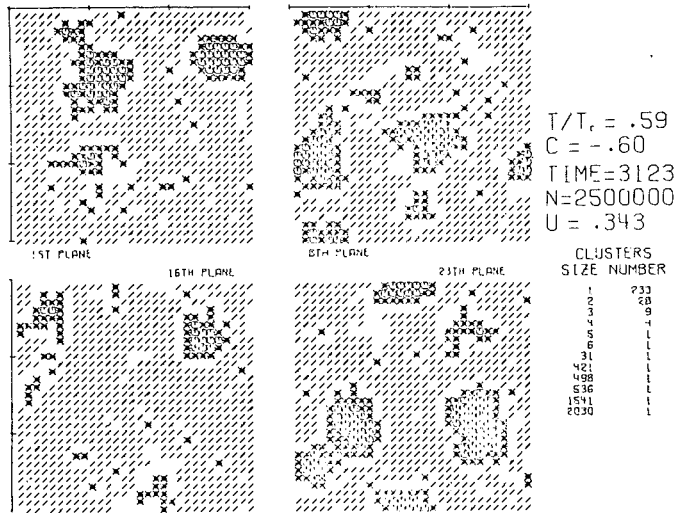 1ST PLANE
8TH PLANE
16TH PLANE
23TH PLANE
T/Tc = .59
C = -.60
TIME=3123
N=2500000
U = .343
CLUSTERS
SIZE NUMBER
1 233
2 28
3 9
4 4
5 1
6 1
31 1
421 1
498 1
536 1
1541 1
2030 1